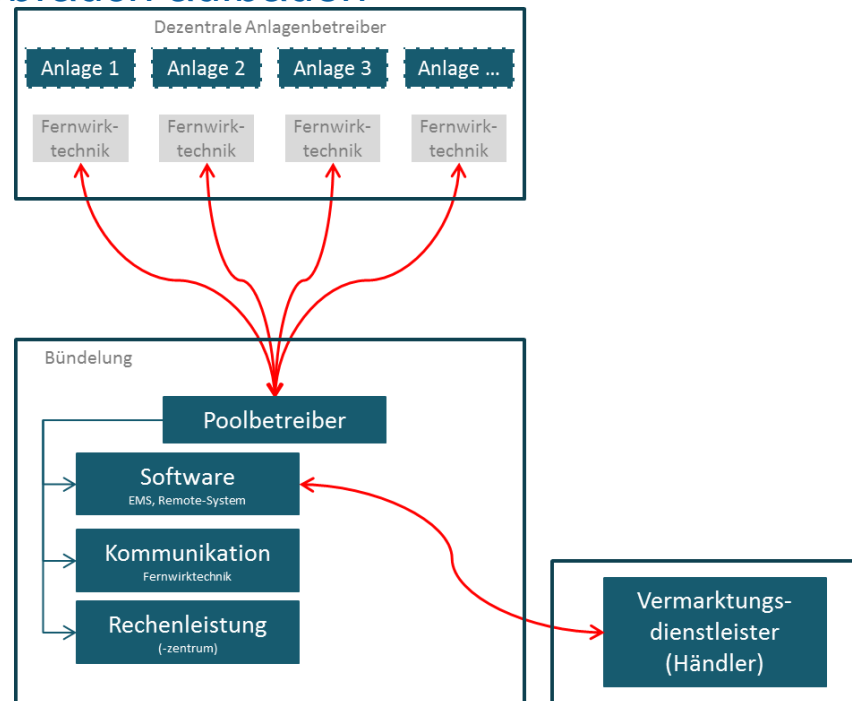 Dezentrale Anlagenbetreiber
Anlage 1
Anlage 2
Anlage 3
Anlage ...
Fernwirk-
technik
Fernwirk-
technik
Fernwirk-
technik
Fernwirk-
technik
Bündelung
Poolbetreiber
Software
EMS, Remote-System
Kommunikation
Fernwirktechnik
Rechenleistung
(-zentrum)
Vermarktungs-
dienstleister
(Händler)